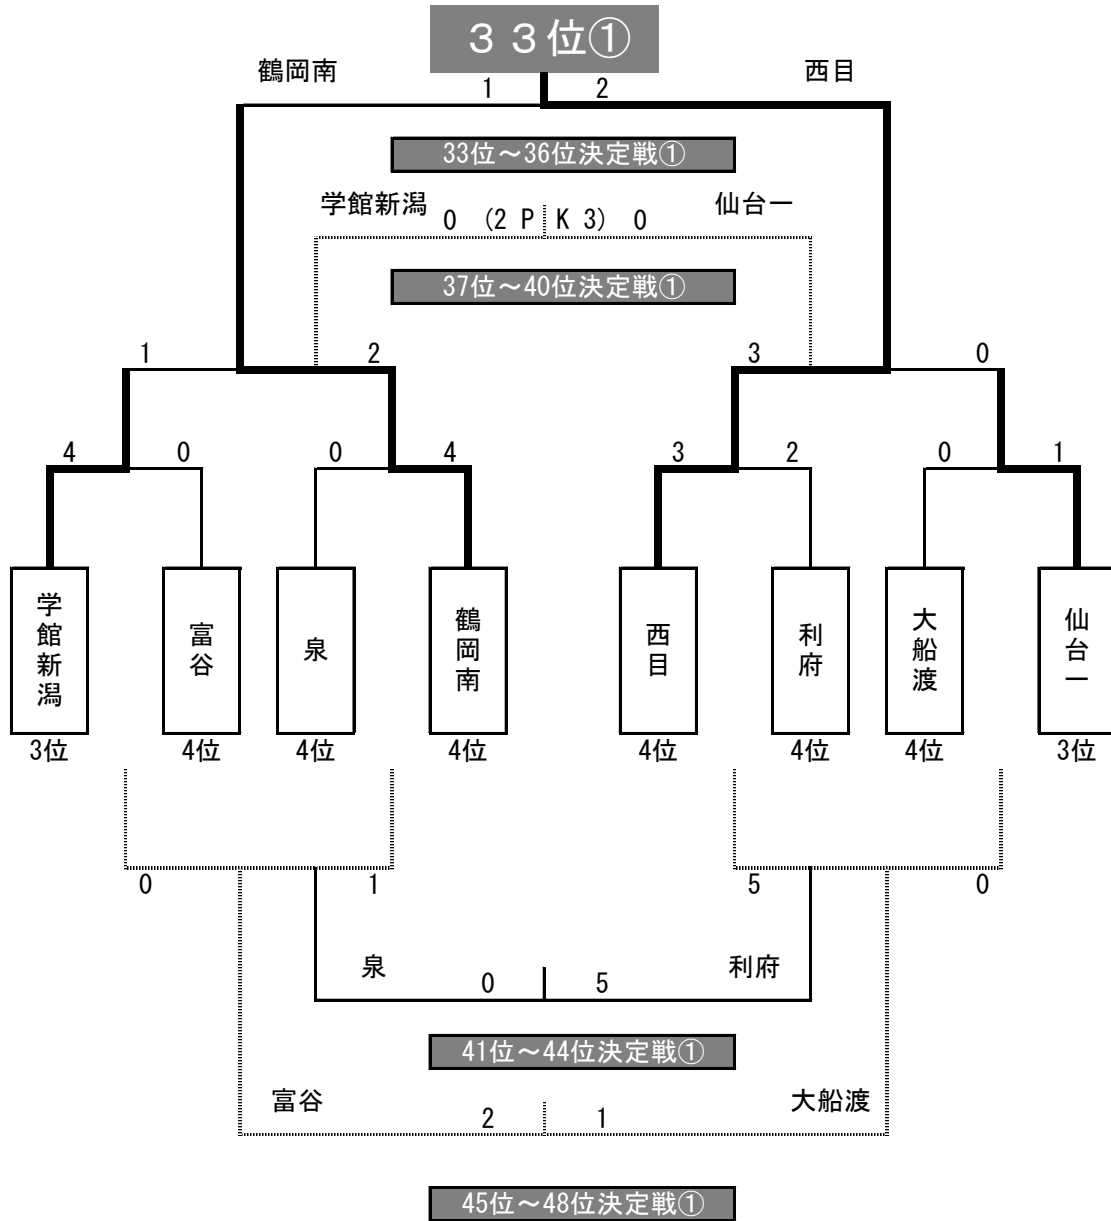 ３３位①
鶴岡南 1 2 西目
33位～36位決定戦①
学館新潟 0 (2 P K 3) 0 仙台一
37位～40位決定戦①
1 2 3 0
4 0 0 4 3 2 0 1
学館新潟 富谷 泉 鶴岡南 西目 利府 大船渡 仙台一
3位 4位 4位 4位 4位 4位 4位 3位
0 1 5 0
泉 0 5 利府
41位～44位決定戦①
富谷 2 1 大船渡
45位～48位決定戦①